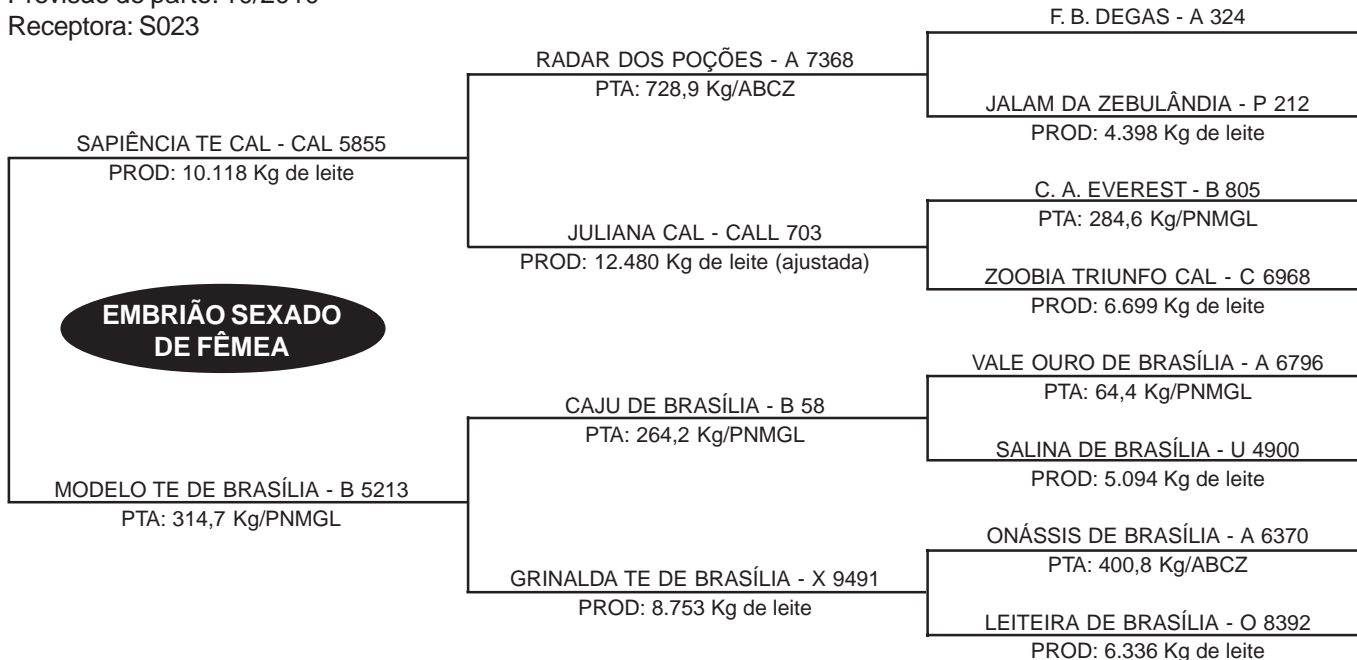 Receptora: S023
F. B. DEGAS - A 324
RADAR DOS POÇÕES - A 7368
PTA: 728,9 Kg/ABCZ
JALAM DA ZEBULÂNDIA - P 212
PROD: 4.398 Kg de leite
SAPIÊNCIA TE CAL - CAL 5855
PROD: 10.118 Kg de leite
C. A. EVEREST - B 805
PTA: 284,6 Kg/PNMGL
JULIANA CAL - CALL 703
PROD: 12.480 Kg de leite (ajustada)
ZOOBIA TRIUNFO CAL - C 6968
PROD: 6.699 Kg de leite
EMBRIÃO SEXADO
DE FÊMEA
VALE OURO DE BRASÍLIA - A 6796
PTA: 64,4 Kg/PNMGL
CAJU DE BRASÍLIA - B 58
PTA: 264,2 Kg/PNMGL
SALINA DE BRASÍLIA - U 4900
PROD: 5.094 Kg de leite
MODELO TE DE BRASÍLIA - B 5213
PTA: 314,7 Kg/PNMGL
ONÁSSIS DE BRASÍLIA - A 6370
PTA: 400,8 Kg/ABCZ
GRINALDA TE DE BRASÍLIA - X 9491
PROD: 8.753 Kg de leite
LEITEIRA DE BRASÍLIA - O 8392
PROD: 6.336 Kg de leite